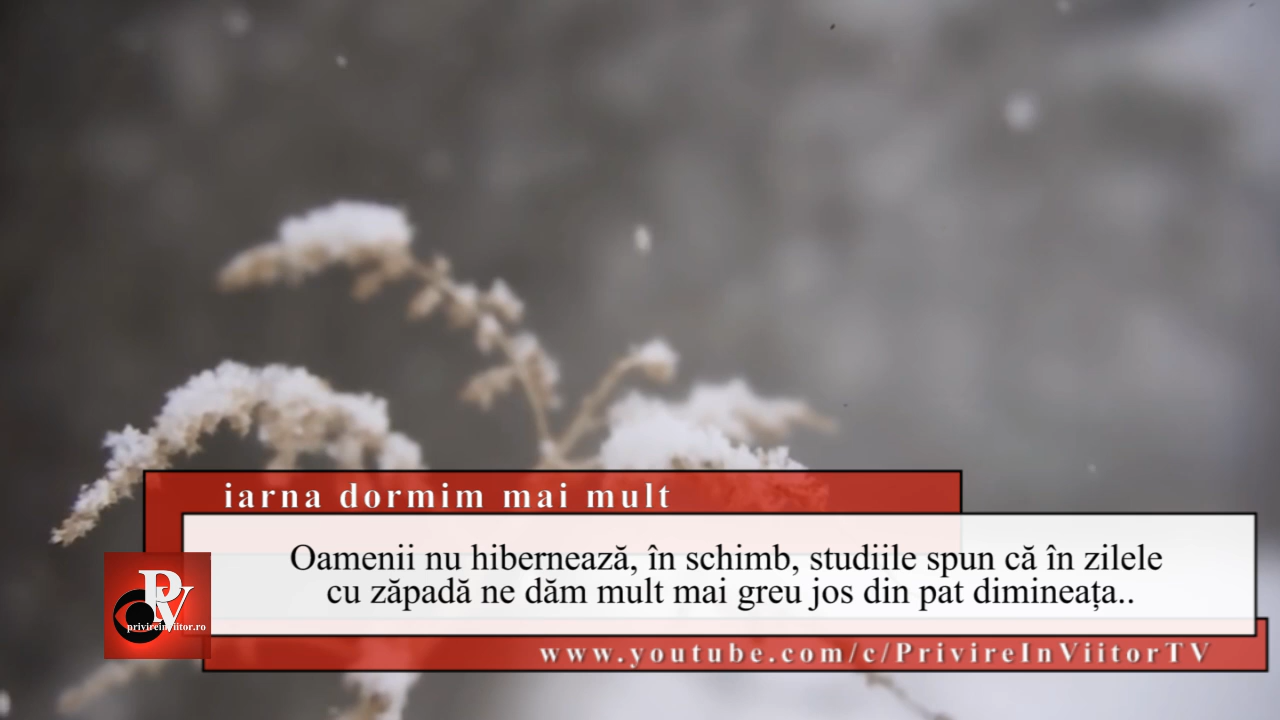 iarna dormim mai mult
Oamenii nu hibernează, în schimb, studiile spun că în zilele
cu zăpadă ne dăm mult mai greu jos din pat dimineața..
PV
privireinviitor.ro
www.youtube.com/c/PrivireInViitorTV